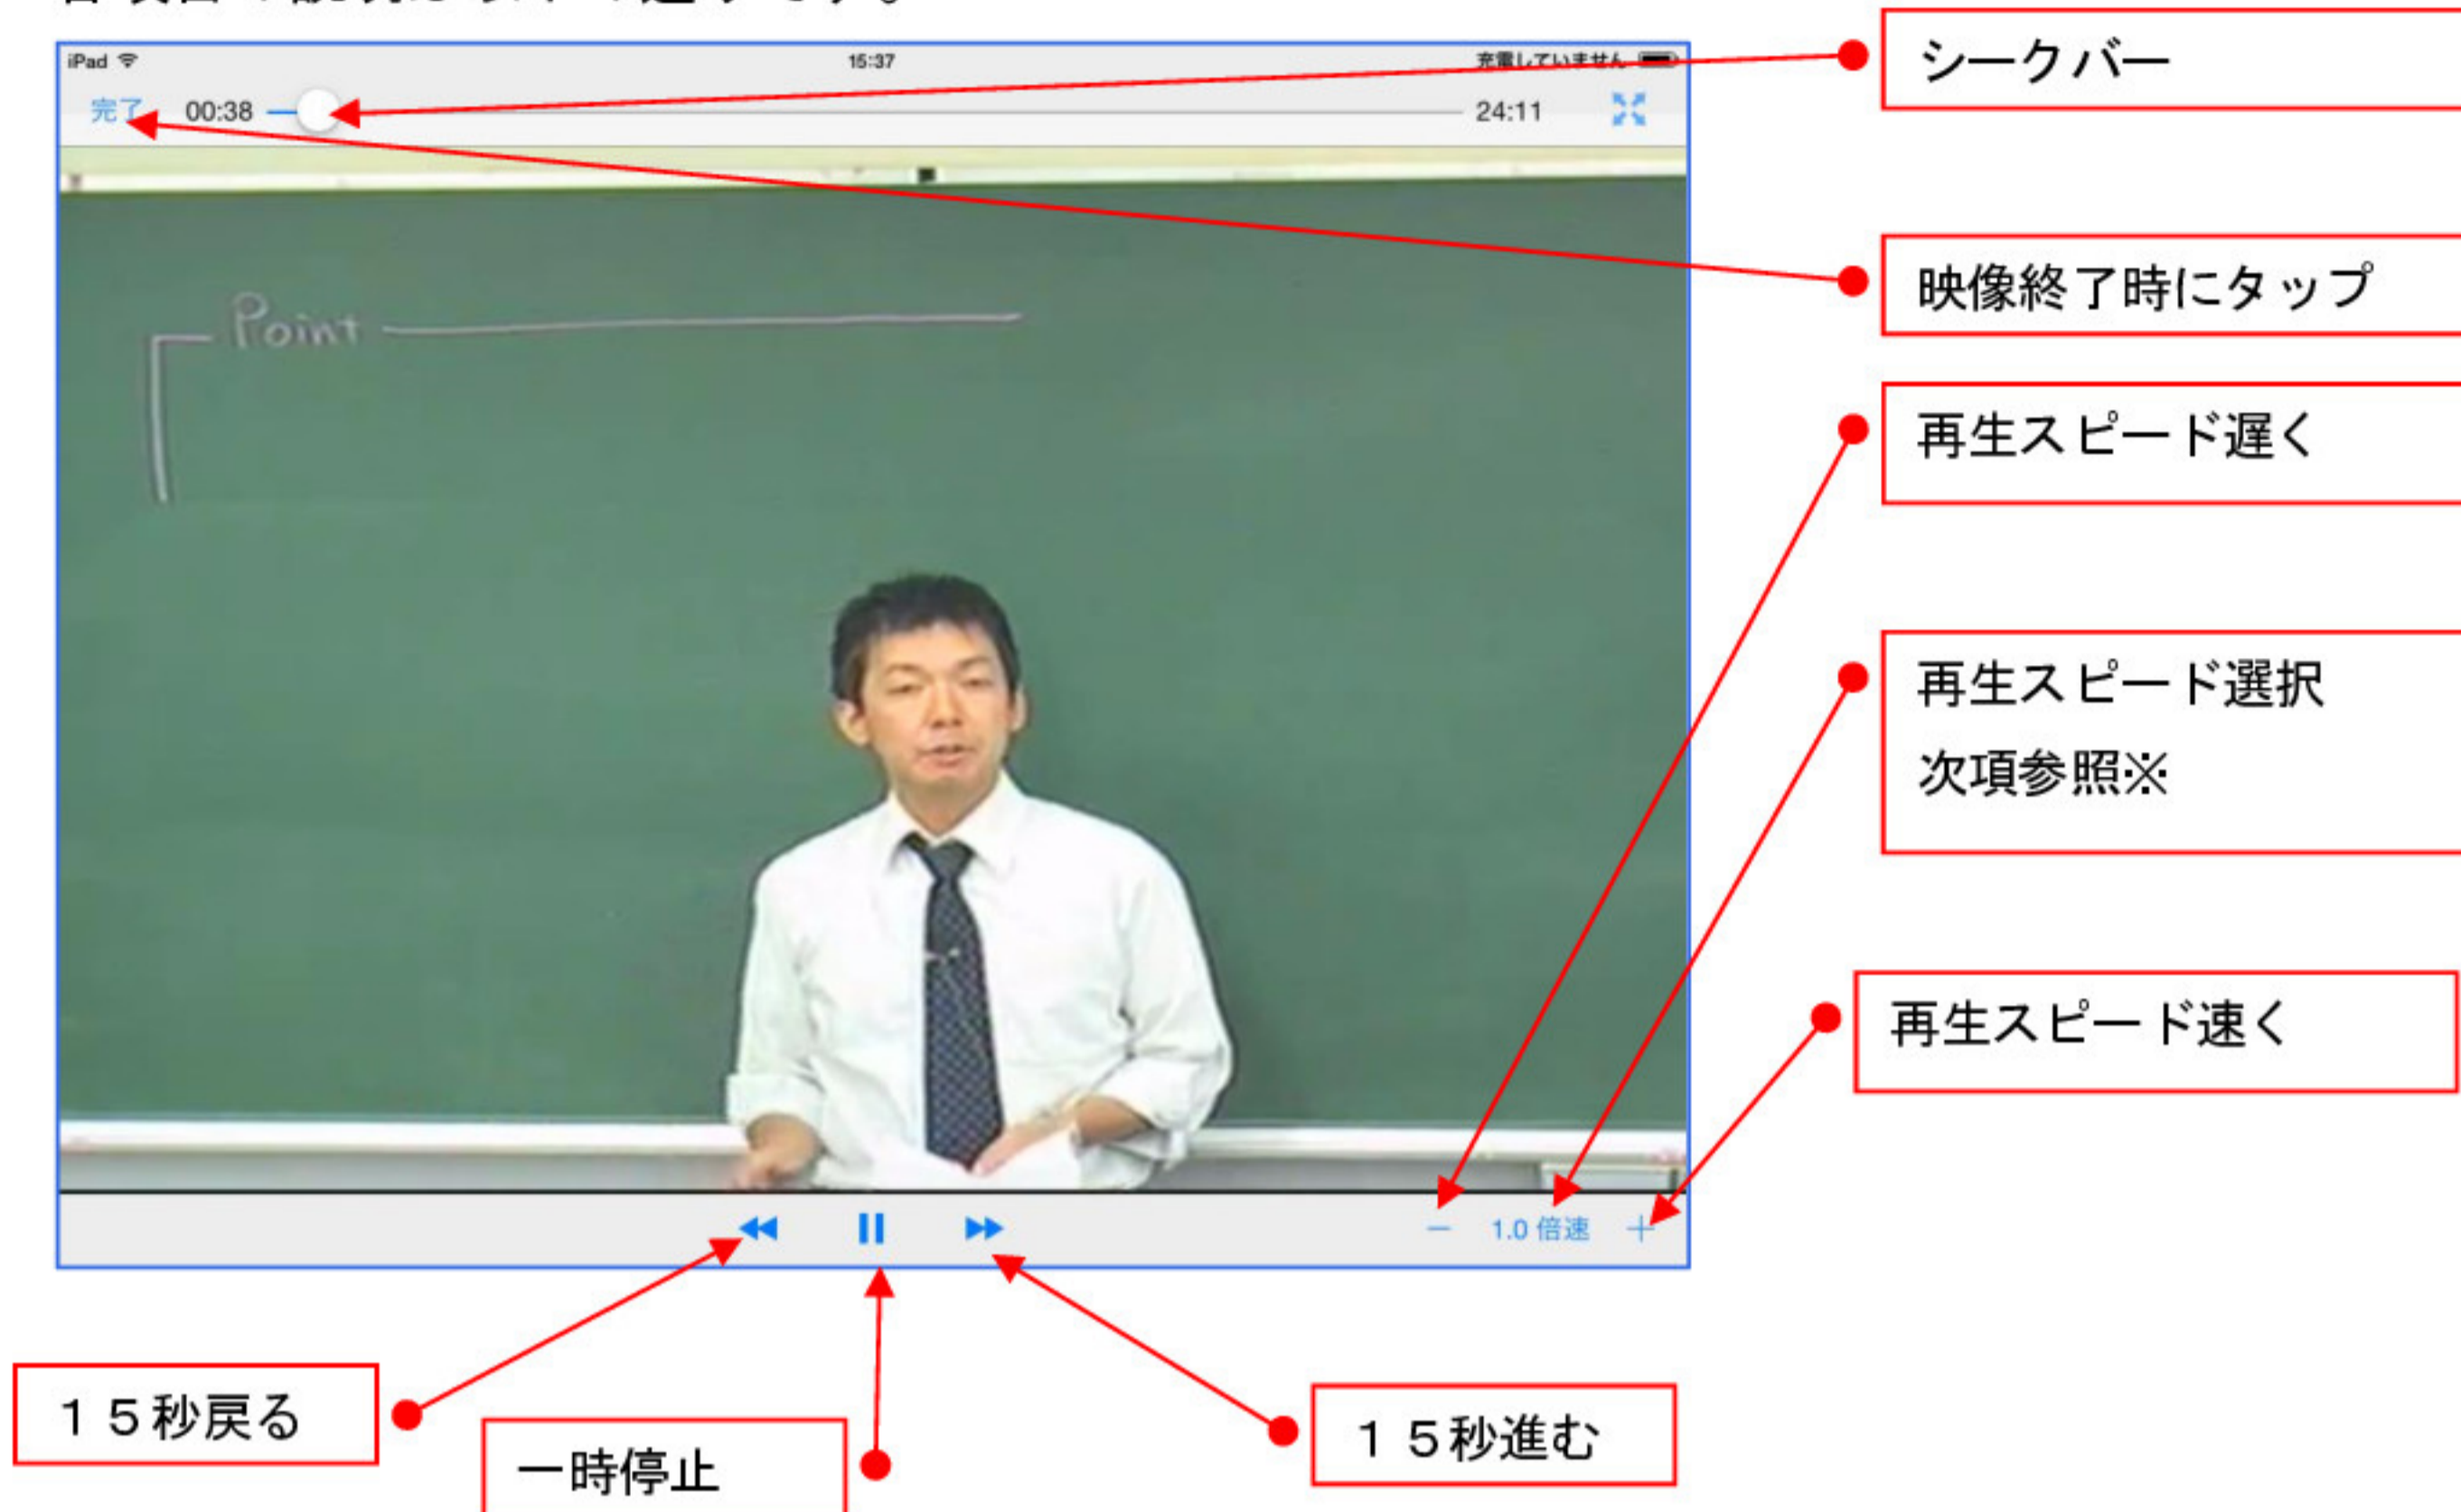 iPad
15:37
充電していません
完了
00:38
24:11
シークバー
映像終了時にタップ
Point
再生スピード遅く
再生スピード選択
次項参照※
再生スピード速く
1.0 倍速
１５秒戻る
一時停止
１５秒進む